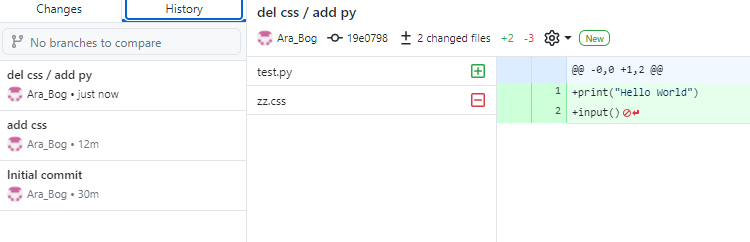 Changes
History
No branches to compare
del css / add py
Ara_Bog • just now
add css
Ara_Bog • 12m
Initial commit
Ara_Bog • 30m
del css / add py
Ara_Bog 19e0798 2 changed files +2 -3 New
test.py
zz.css
@@ -0,0 +1,2 @@
1 +print("Hello World")
2 +input()